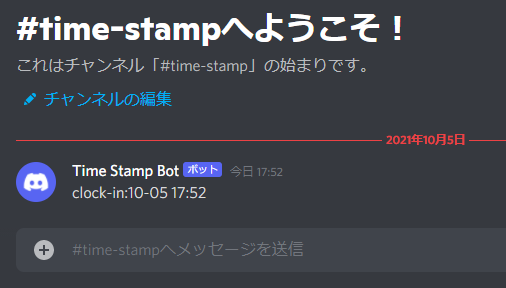 #time-stampへようこそ！
これはチャンネル「#time-stamp」の始まりです。
チャンネルの編集
2021年10月5日
Time Stamp Bot ボット 今日 17:52
clock-in:10-05 17:52
#time-stampへメッセージを送信